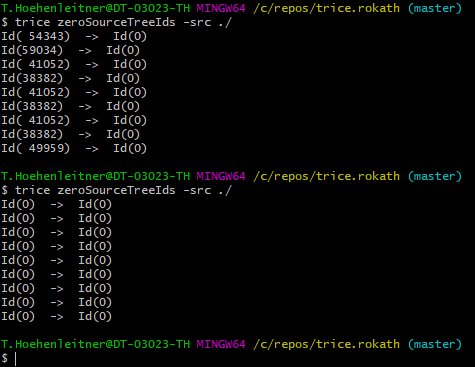 T.Hoehenleitner@DT-03023-TH MINGW64 /c/repos/trice.rokath (master)
$ trice zeroSourceTreeIds -src ./
Id( 54343)  ->  Id(0)
Id(59034)  ->  Id(0)
Id( 41052)  ->  Id(0)
Id(38382)  ->  Id(0)
Id( 41052)  ->  Id(0)
Id(38382)  ->  Id(0)
Id( 41052)  ->  Id(0)
Id(38382)  ->  Id(0)
Id( 49959)  ->  Id(0)
T.Hoehenleitner@DT-03023-TH MINGW64 /c/repos/trice.rokath (master)
$ trice zeroSourceTreeIds -src ./
Id(0)  ->  Id(0)
Id(0)  ->  Id(0)
Id(0)  ->  Id(0)
Id(0)  ->  Id(0)
Id(0)  ->  Id(0)
Id(0)  ->  Id(0)
Id(0)  ->  Id(0)
Id(0)  ->  Id(0)
Id(0)  ->  Id(0)
T.Hoehenleitner@DT-03023-TH MINGW64 /c/repos/trice.rokath (master)
$